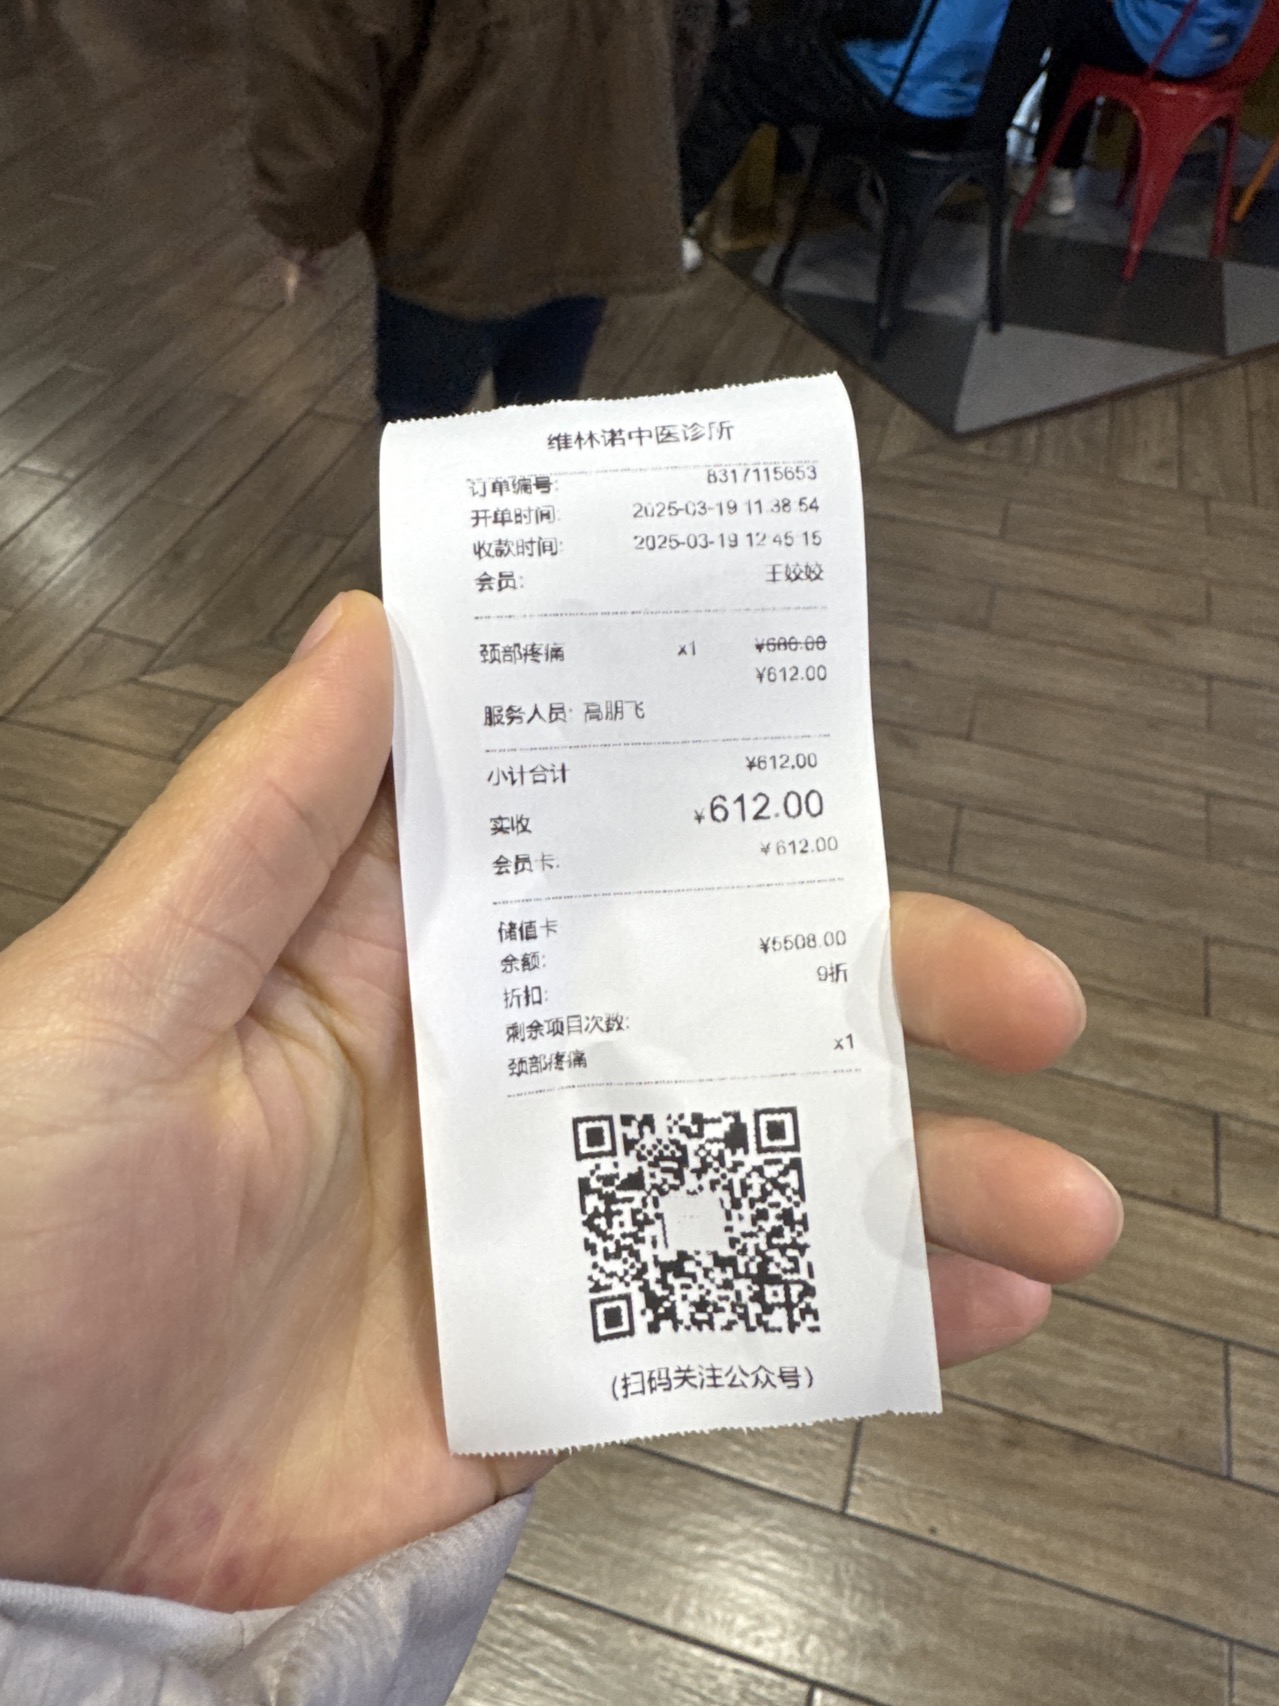 维林诺中医诊所
订单编号: 8317115653
开单时间: 2025-03-19 11:38:54
收款时间: 2025-03-19 12:45:15
会员: 王姣姣
颈部疼痛 x1 ¥680.00
¥612.00
服务人员: 高朋飞
小计合计 ¥612.00
实收 ¥612.00
会员卡: ¥612.00
储值卡
余额: ¥5508.00
折扣: 9折
剩余项目次数:
颈部疼痛 x1
(扫码关注公众号)